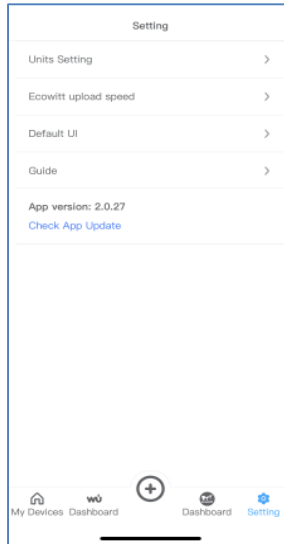 Setting
Units Setting
Ecowitt upload speed
Default UI
Guide
App version: 2.0.27
Check App Update
wu
My Devices Dashboard Dashboard Setting